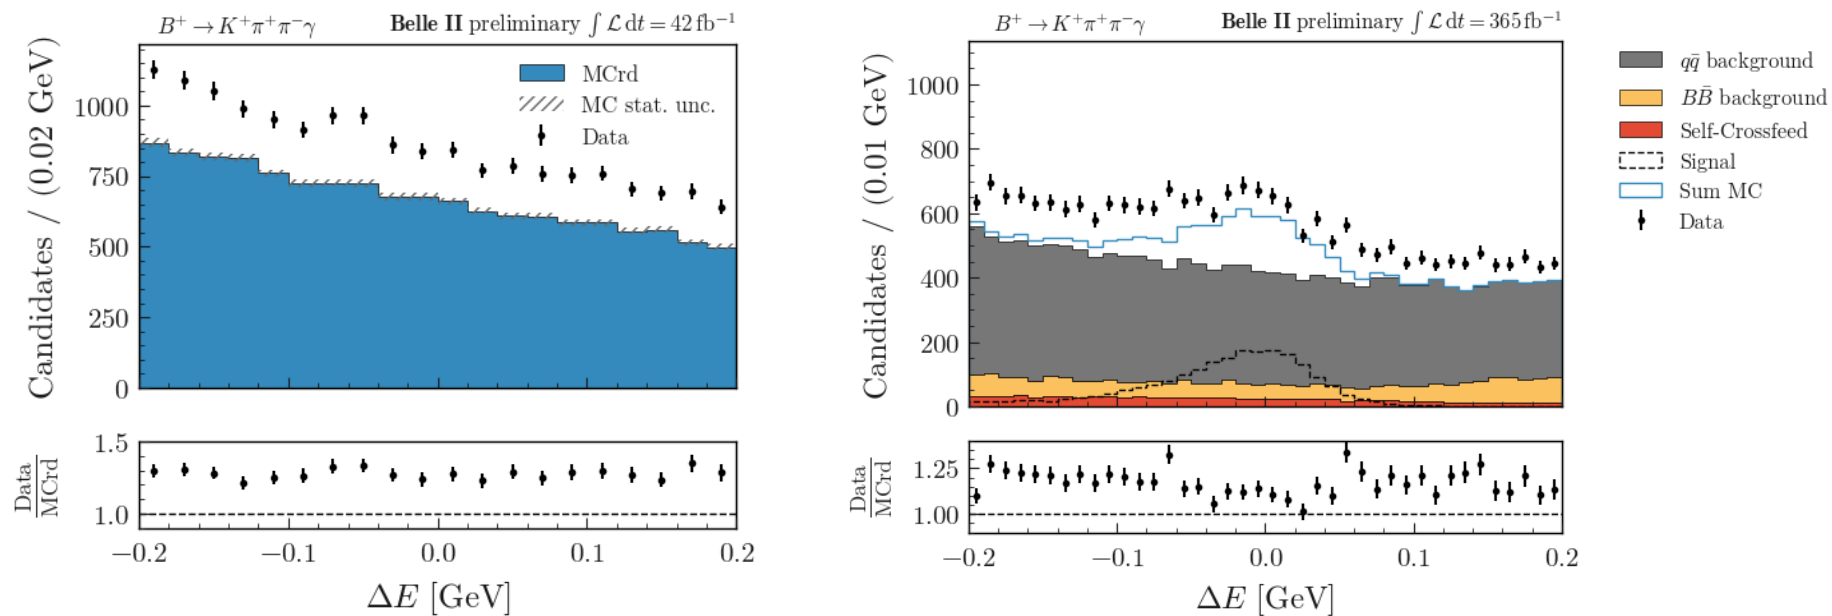 B⁺ → K⁺π⁺π⁻γ
Belle II preliminary ∫ ℒ dt = 42 fb⁻¹
Candidates / (0.02 GeV)
1000
750
500
250
0
MCrd
MC stat. unc.
Data
Data
MCrd
1.5
1.0
−0.2
−0.1
0.0
0.1
0.2
ΔE [GeV]
B⁺ → K⁺π⁺π⁻γ
Belle II preliminary ∫ ℒ dt = 365 fb⁻¹
Candidates / (0.01 GeV)
1000
800
600
400
200
0
Data
MCrd
1.25
1.00
−0.2
−0.1
0.0
0.1
0.2
ΔE [GeV]
qq̄ background
BB̄ background
Self-Crossfeed
Signal
Sum MC
Data